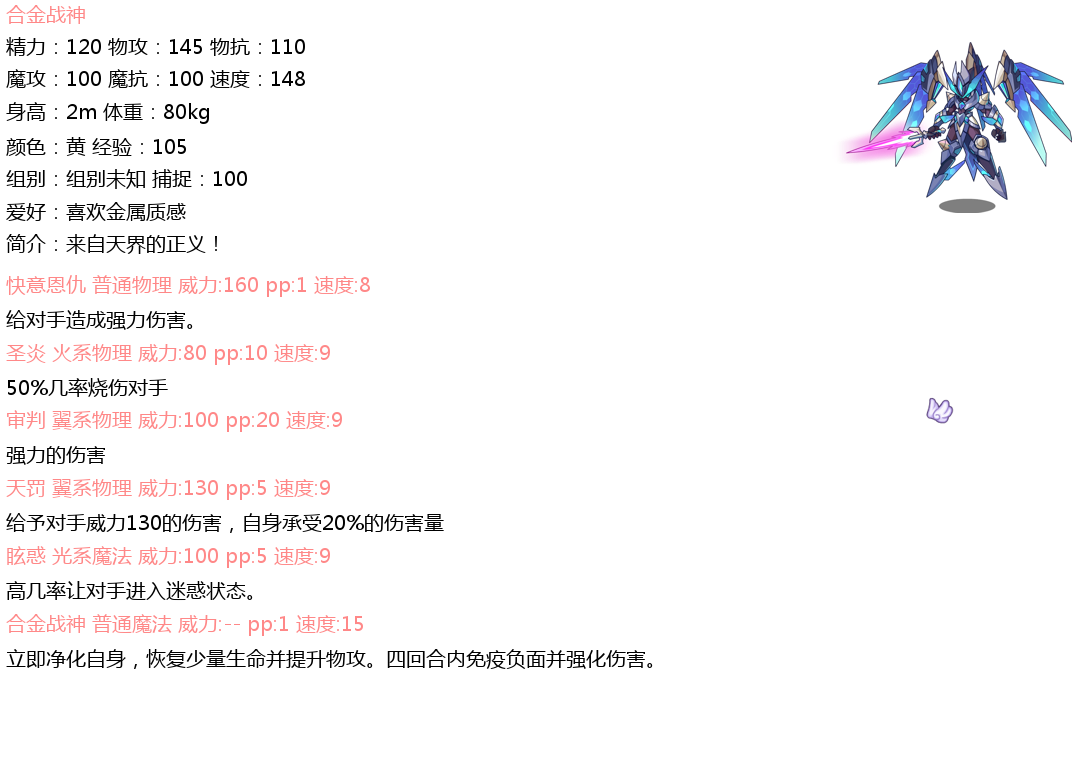 合金战神
精力：120 物攻：145 物抗：110
魔攻：100 魔抗：100 速度：148
身高：2m 体重：80kg
颜色：黄 经验：105
组别：组别未知 捕捉：100
爱好：喜欢金属质感
简介：来自天界的正义！
快意恩仇 普通物理 威力:160 pp:1 速度:8
给对手造成强力伤害。
圣炎 火系物理 威力:80 pp:10 速度:9
50%几率烧伤对手
审判 翼系物理 威力:100 pp:20 速度:9
强力的伤害
天罚 翼系物理 威力:130 pp:5 速度:9
给予对手威力130的伤害，自身承受20%的伤害量
眩惑 光系魔法 威力:100 pp:5 速度:9
高几率让对手进入迷惑状态。
合金战神 普通魔法 威力:-- pp:1 速度:15
立即净化自身，恢复少量生命并提升物攻。四回合内免疫负面并强化伤害。